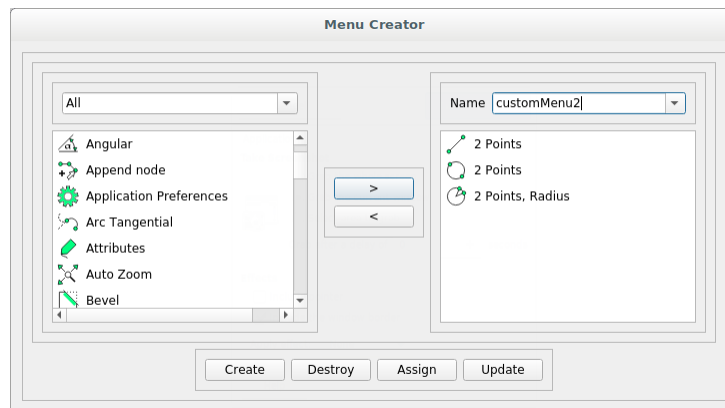 Menu Creator
All
Angular
Append node
Application Preferences
Arc Tangential
Attributes
Auto Zoom
Bevel
>
<
Name customMenu2
2 Points
2 Points
2 Points, Radius
Create Destroy Assign Update